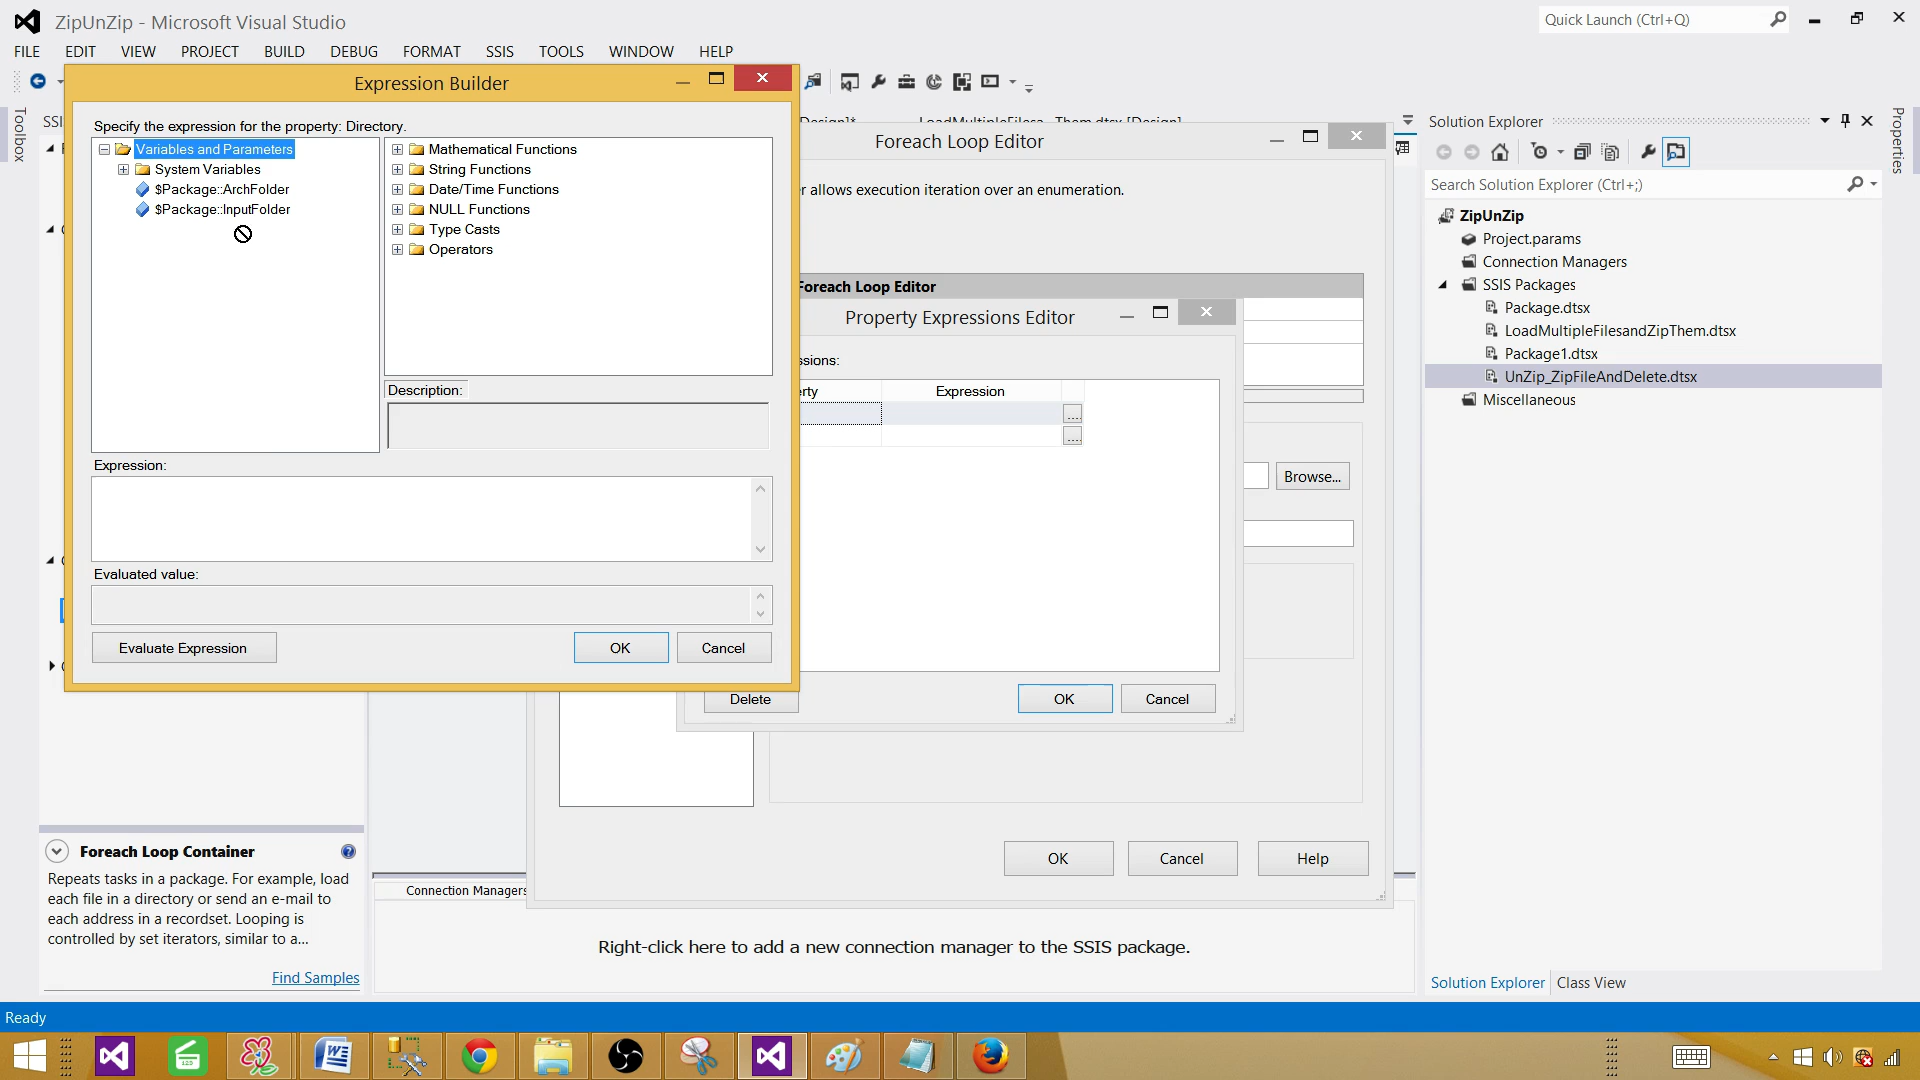 ZipUnZip - Microsoft Visual Studio
Quick Launch (Ctrl+Q)
FILE EDIT VIEW PROJECT BUILD DEBUG FORMAT SSIS TOOLS WINDOW HELP
Expression Builder
Specify the expression for the property: Directory.
Variables and Parameters
System Variables
$Package::ArchFolder
$Package::InputFolder
Mathematical Functions
String Functions
Date/Time Functions
NULL Functions
Type Casts
Operators
Description:
Expression:
Evaluated value:
Evaluate Expression
OK
Cancel
Toolbox
SSI
Foreach Loop Editor
r allows execution iteration over an enumeration.
Foreach Loop Editor
Property Expressions Editor
ssions:
erty
Expression
....
....
Browse...
Delete
OK
Cancel
OK
Cancel
Help
Solution Explorer
Search Solution Explorer (Ctrl+;)
ZipUnZip
Project.params
Connection Managers
SSIS Packages
Package.dtsx
LoadMultipleFilesandZipThem.dtsx
Package1.dtsx
UnZip_ZipFileAndDelete.dtsx
Miscellaneous
Properties
Foreach Loop Container
Repeats tasks in a package. For example, load
each file in a directory or send an e-mail to
each address in a recordset. Looping is
controlled by set iterators, similar to a...
Find Samples
Connection Managers
Right-click here to add a new connection manager to the SSIS package.
Solution Explorer
Class View
Ready